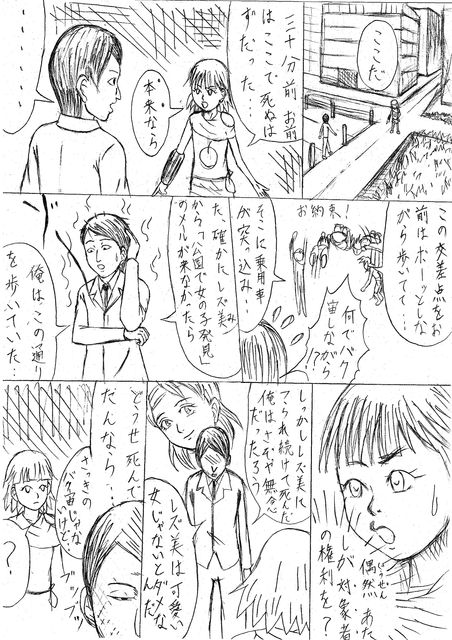 ここだ
三十分前 お前
はここで死ぬは
ずだった…
本来なら
・・・・・・
この交差点をお
前はボーッとしな
がら歩いてて…
お約束!
何でバク
宙しながら
!?
そこに乗用車
が突っ込み…
た、確かにレズ美
み
から「公園で女の子発見」
のメルが来なかたら
俺はこの通り
を歩いていた…
偶然
ぐうせん
あた
しが対象者
の権利を?
しっかしレズ美に
フられ続けて死んだ
俺はさぞや無念
だったろう
レズ美は可愛い
女じゃないとダメな
んだ
どうせ死んで
たんなら…
さっきの
バク宙じゃな
いけど、
ブツブツ
?